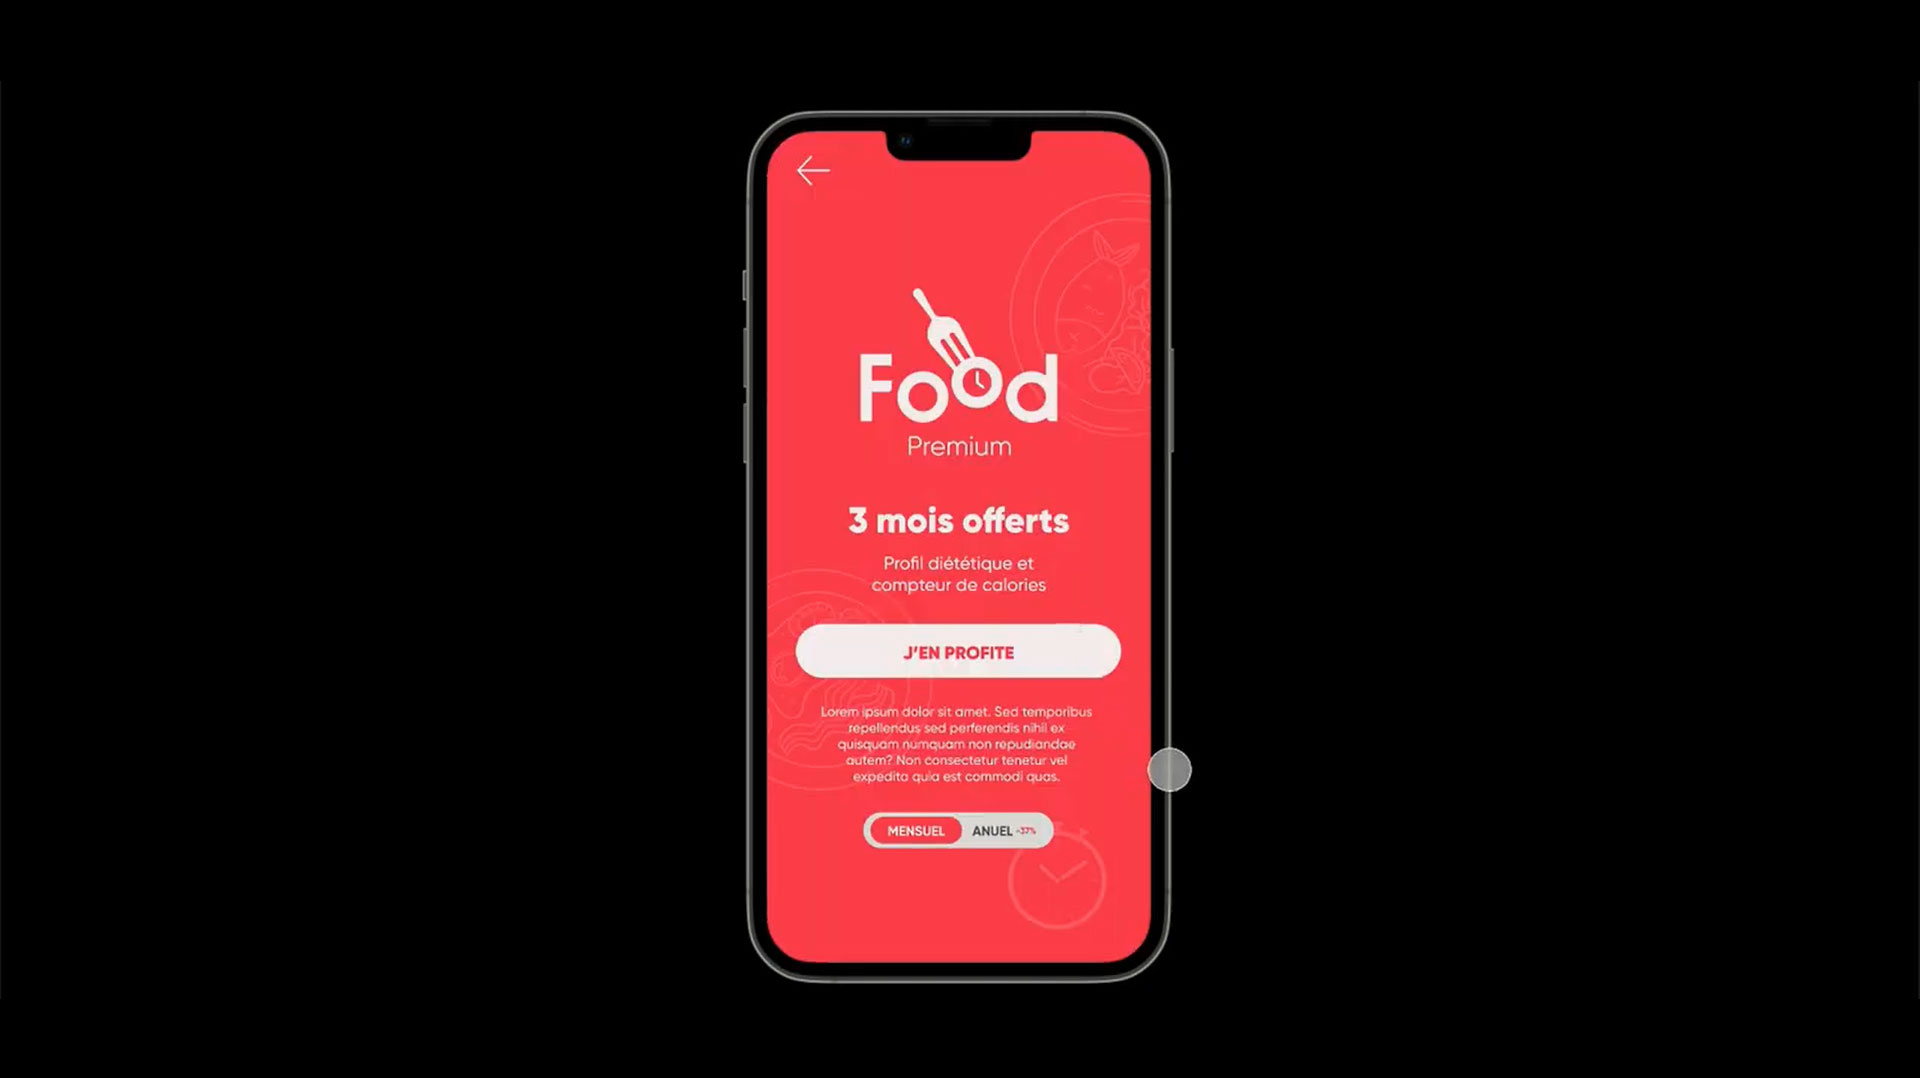 Food
Premium
3 mois offerts
Profil diététique et
compteur de calories
J'EN PROFITE
Lorem ipsum dolor sit amet. Sed temporibus
repellendus sed perferendis nihil ex
quisquam numquam non repudiandae
autem? Non consectetur tenetur vel
expedita quia est commodi quas.
MENSUEL ANUEL -37%